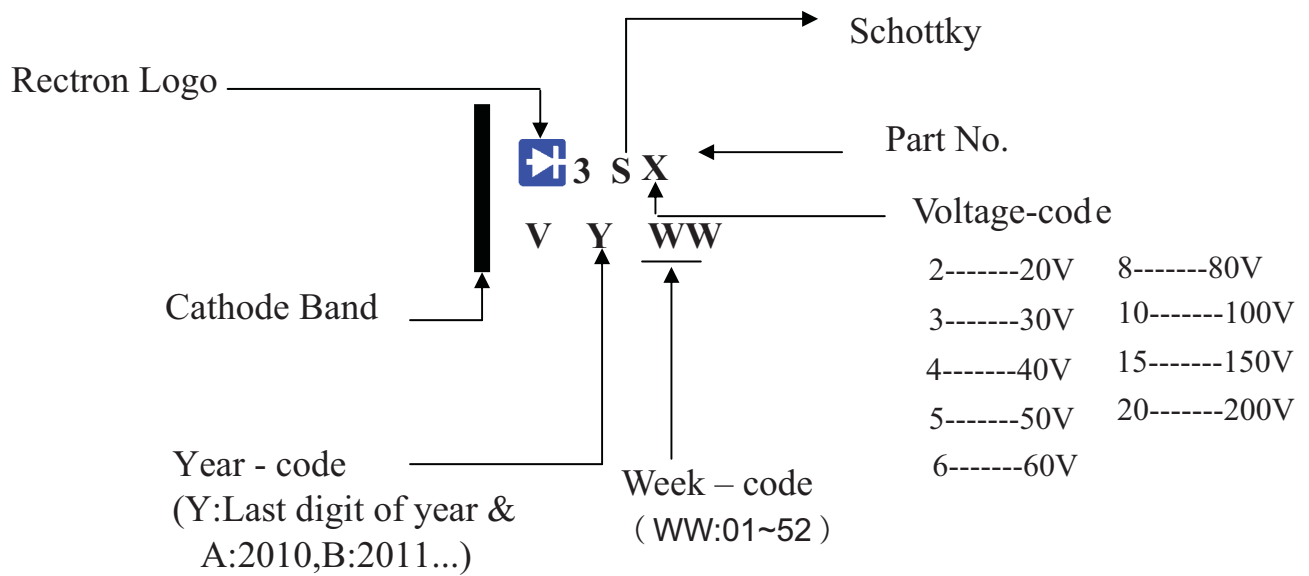 Schottky
Rectron Logo
Part No.
3 S X
Voltage-code
V Y WW
2-------20V 8-------80V
Cathode Band
3-------30V 10-------100V
4-------40V 15-------150V
5-------50V 20-------200V
6-------60V
Year - code
(Y:Last digit of year &
A:2010,B:2011...)
Week – code
（WW:01~52）